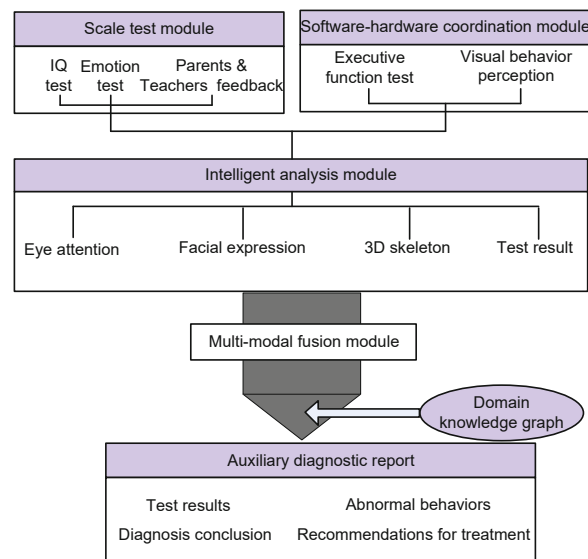 Scale test module
IQ test
Emotion test
Parents & Teachers feedback
Software-hardware coordination module
Executive function test
Visual behavior perception
Intelligent analysis module
Eye attention
Facial expression
3D skeleton
Test result
Multi-modal fusion module
Domain knowledge graph
Auxiliary diagnostic report
Test results
Abnormal behaviors
Diagnosis conclusion
Recommendations for treatment